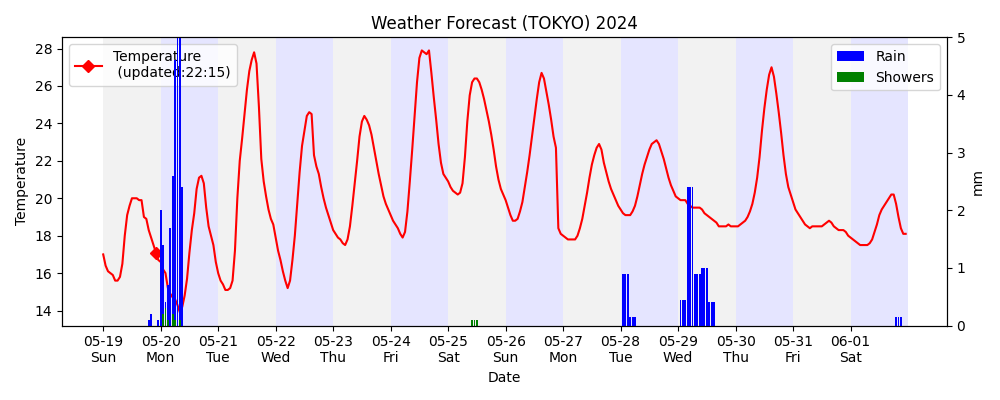 Weather Forecast (TOKYO) 2024
Temperature
(updated:22:15)
Rain
Showers
Temperature
28
26
24
22
20
18
16
14
5
4
3
2
1
0
mm
05-19 05-20 05-21 05-22 05-23 05-24 05-25 05-26 05-27 05-28 05-29 05-30 05-31 06-01
Sun Mon Tue Wed Thu Fri Sat Sun Mon Tue Wed Thu Fri Sat
Date